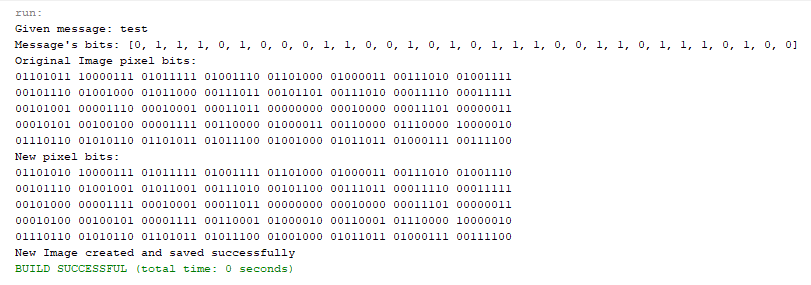 run:
Given message: test
Message's bits: [0, 1, 1, 1, 0, 1, 0, 0, 0, 1, 1, 0, 0, 1, 0, 1, 0, 1, 1, 1, 0, 0, 1, 1, 0, 1, 1, 1, 0, 1, 0, 0]
Original Image pixel bits:
01101011 10000111 01011111 01001110 01101000 01000011 00111010 01001111
00101110 01001000 01011000 00111011 00101101 00111010 00011110 00011111
00101001 00001110 00010001 00011011 00000000 00010000 00011101 00000011
00010101 00100100 00001111 00110000 01000011 00110000 01110000 10000010
01110110 01010110 01101011 01011100 01001000 01011011 01000111 00111100
New pixel bits:
01101010 10000111 01011111 01001111 01101000 01000011 00111010 01001110
00101110 01001001 01011001 00111010 00101100 00111011 00011110 00011111
00101000 00001111 00010001 00011011 00000000 00010000 00011101 00000011
00010100 00100101 00001111 00110001 01000010 00110001 01110000 10000010
01110110 01010110 01101011 01011100 01001000 01011011 01000111 00111100
New Image created and saved successfully
BUILD SUCCESSFUL (total time: 0 seconds)